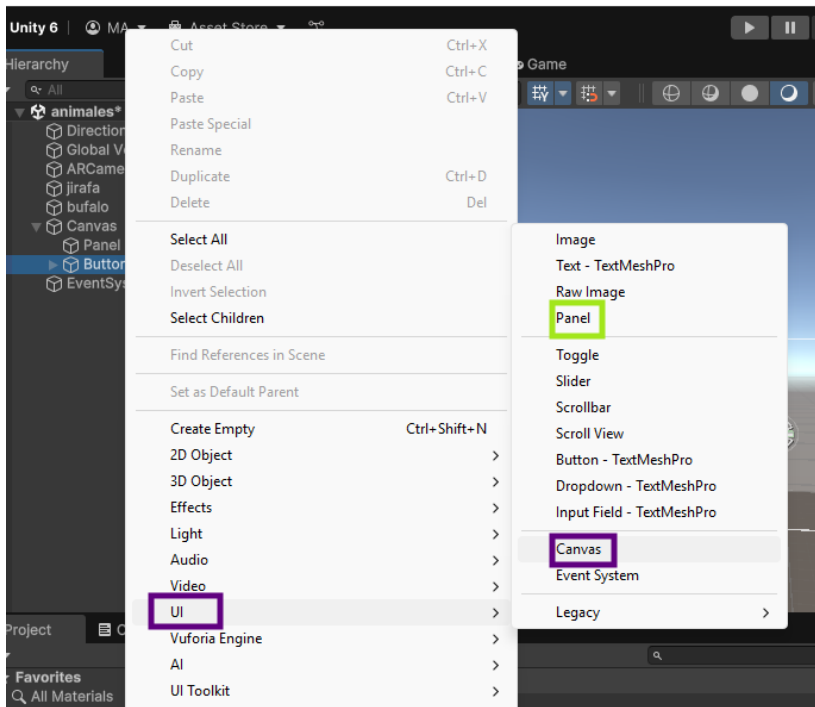 Unity 6
MA
Asset Store
Hierarchy
All
animales*
Direction
Global V
ARCame
jirafa
bufalo
Canvas
Panel
Button
EventSys
Cut Ctrl+X
Copy Ctrl+C
Paste Ctrl+V
Paste Special
Rename
Duplicate Ctrl+D
Delete Del
Select All
Deselect All
Invert Selection
Select Children
Find References in Scene
Set as Default Parent
Create Empty Ctrl+Shift+N
2D Object
3D Object
Effects
Light
Audio
Video
UI
Vuforia Engine
AI
UI Toolkit
Game
Image
Text - TextMeshPro
Raw Image
Panel
Toggle
Slider
Scrollbar
Scroll View
Button - TextMeshPro
Dropdown - TextMeshPro
Input Field - TextMeshPro
Canvas
Event System
Legacy
Project
C
Favorites
All Materials